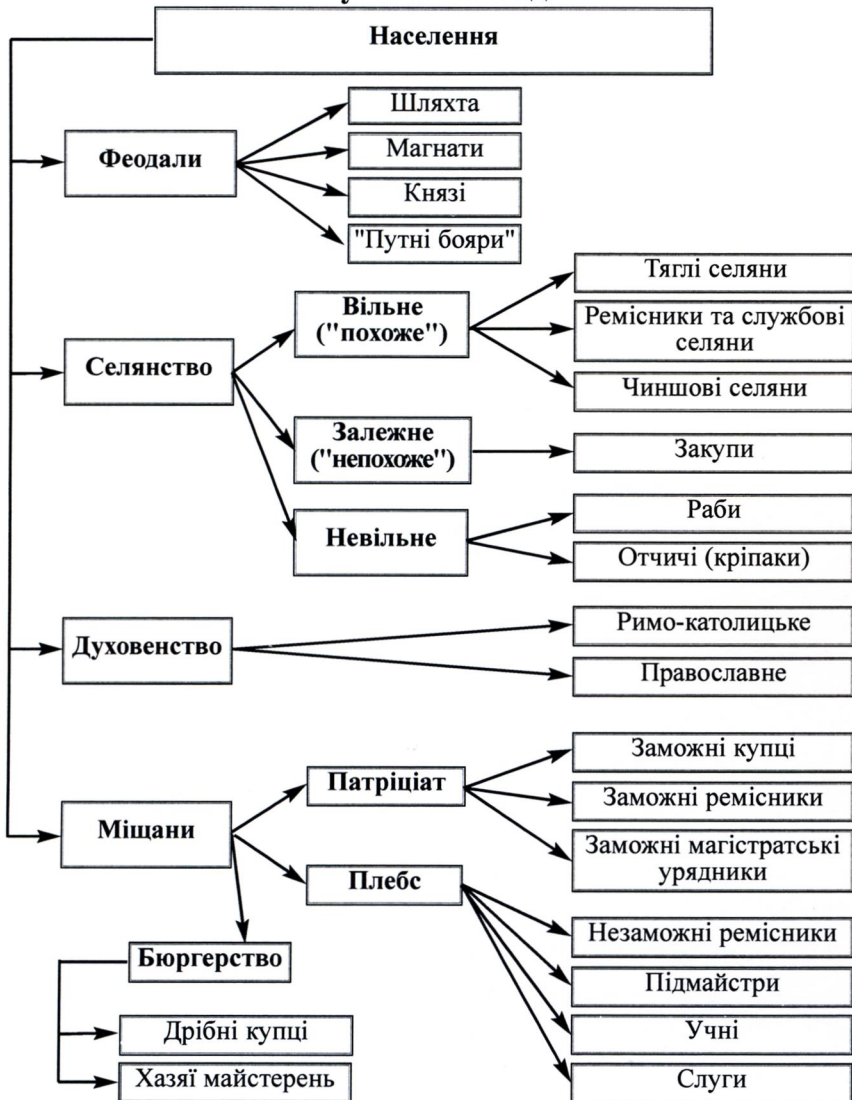 Населення
Феодали
Шляхта
Магнати
Князі
"Путні бояри"
Селянство
Вільне
("похоже")
Тяглі селяни
Ремісники та службові
селяни
Чиншові селяни
Залежне
("непохоже")
Закупи
Невільне
Раби
Отчичі (кріпаки)
Духовенство
Римо-католицьке
Православне
Міщани
Патріціат
Заможні купці
Заможні ремісники
Заможні магістратські
урядники
Плебс
Незаможні ремісники
Підмайстри
Учні
Слуги
Бюргерство
Дрібні купці
Хазяї майстерень